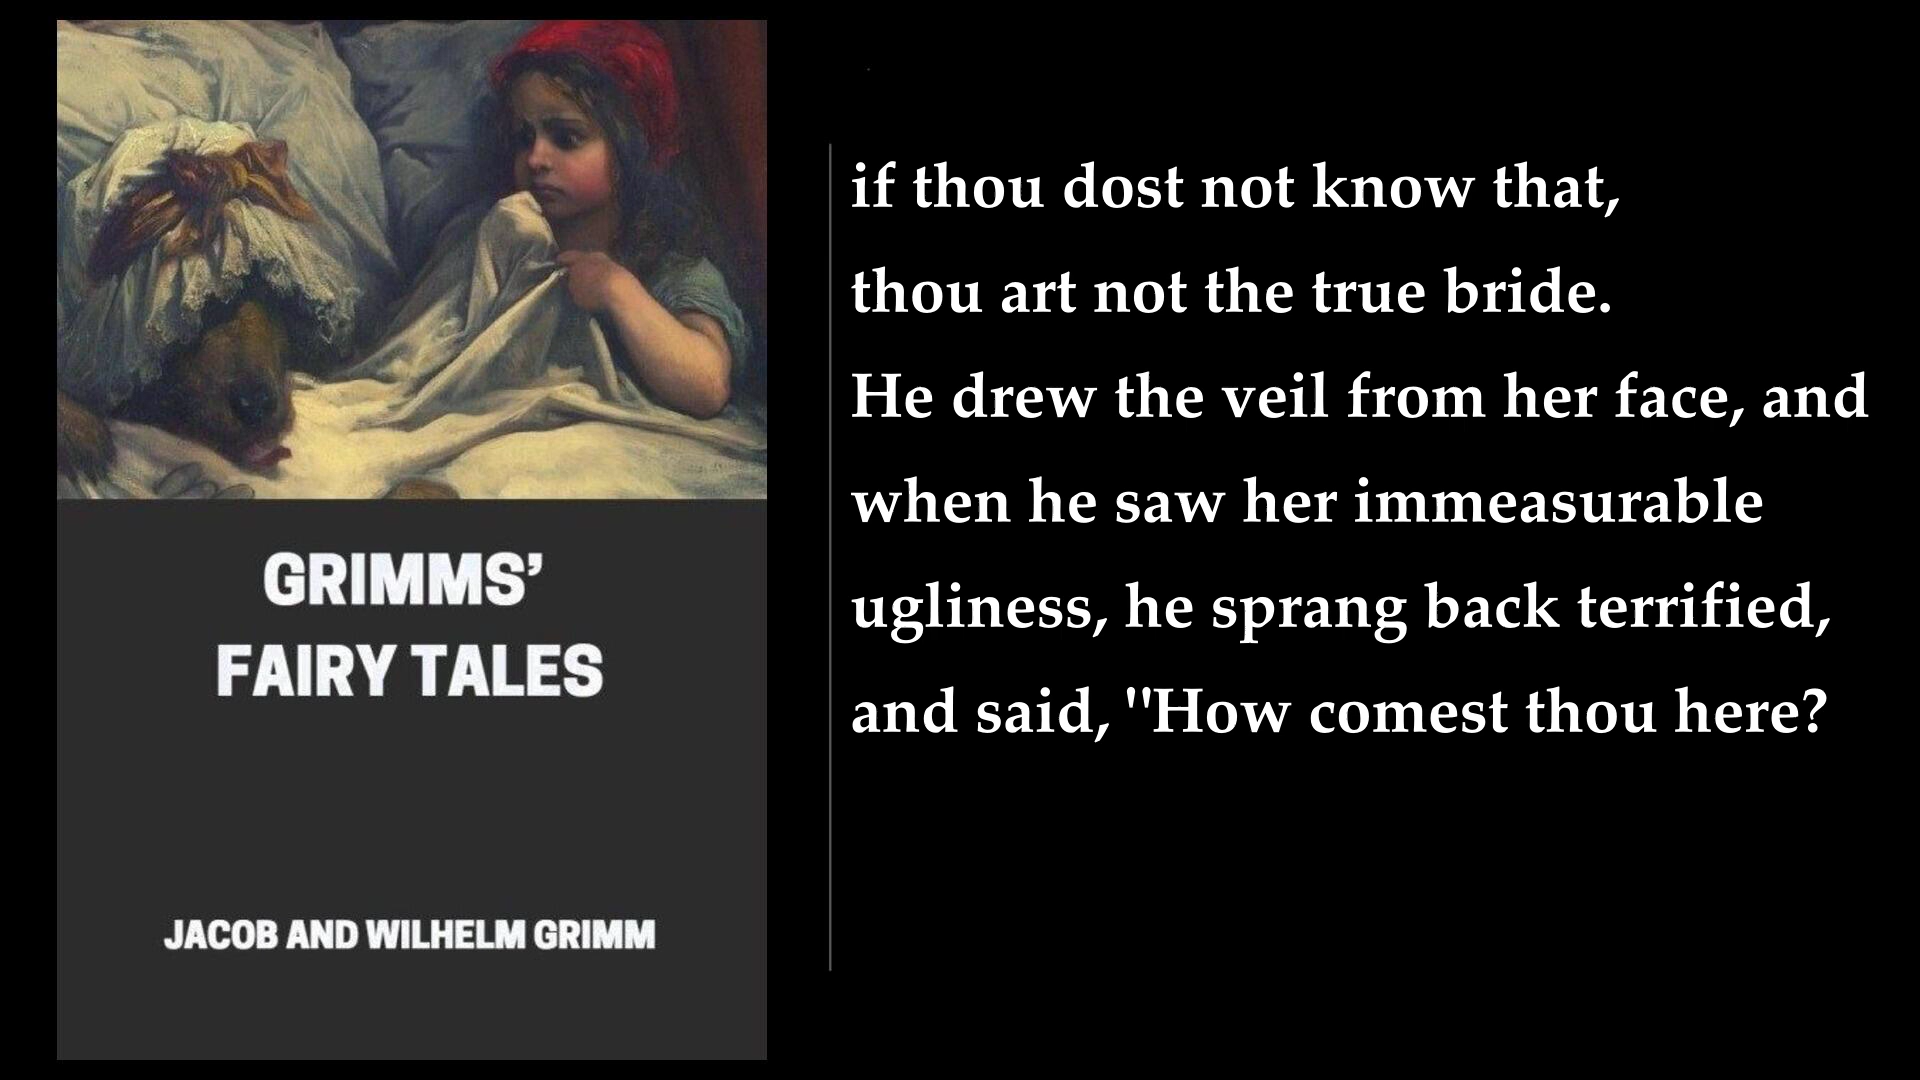 GRIMMS’
FAIRY TALES
JACOB AND WILHELM GRIMM
if thou dost not know that,
thou art not the true bride.
He drew the veil from her face, and
when he saw her immeasurable
ugliness, he sprang back terrified,
and said, "How comest thou here?